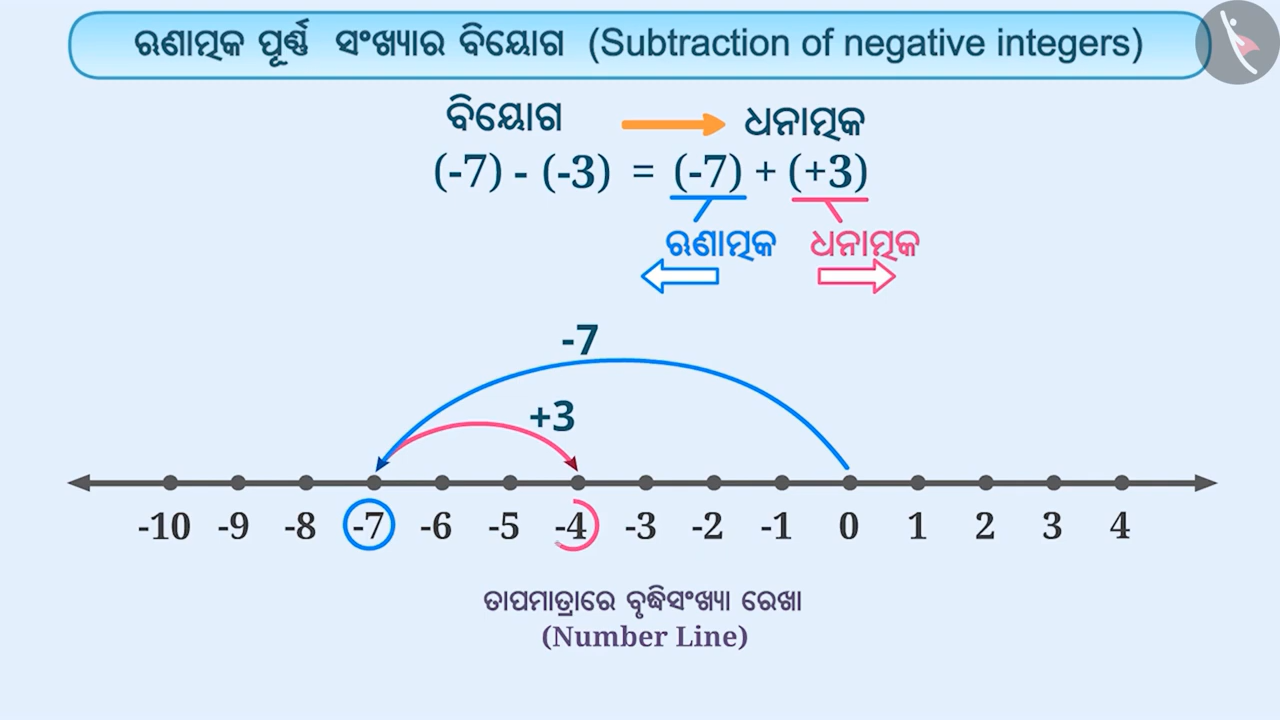 ଋଣାତ୍ମକ ପୂର୍ଣ୍ଣ ସଂଖ୍ୟାର ବିୟୋଗ (Subtraction of negative integers)
ବିୟୋଗ ଧନାତ୍ମକ
(-7) - (-3) = (-7) + (+3)
ଋଣାତ୍ମକ ଧନାତ୍ମକ
-7
+3
-10 -9 -8 -7 -6 -5 -4 -3 -2 -1 0 1 2 3 4
ତାପମାତ୍ରାରେ ବୃଦ୍ଧିସଂଖ୍ୟା ରେଖା
(Number Line)